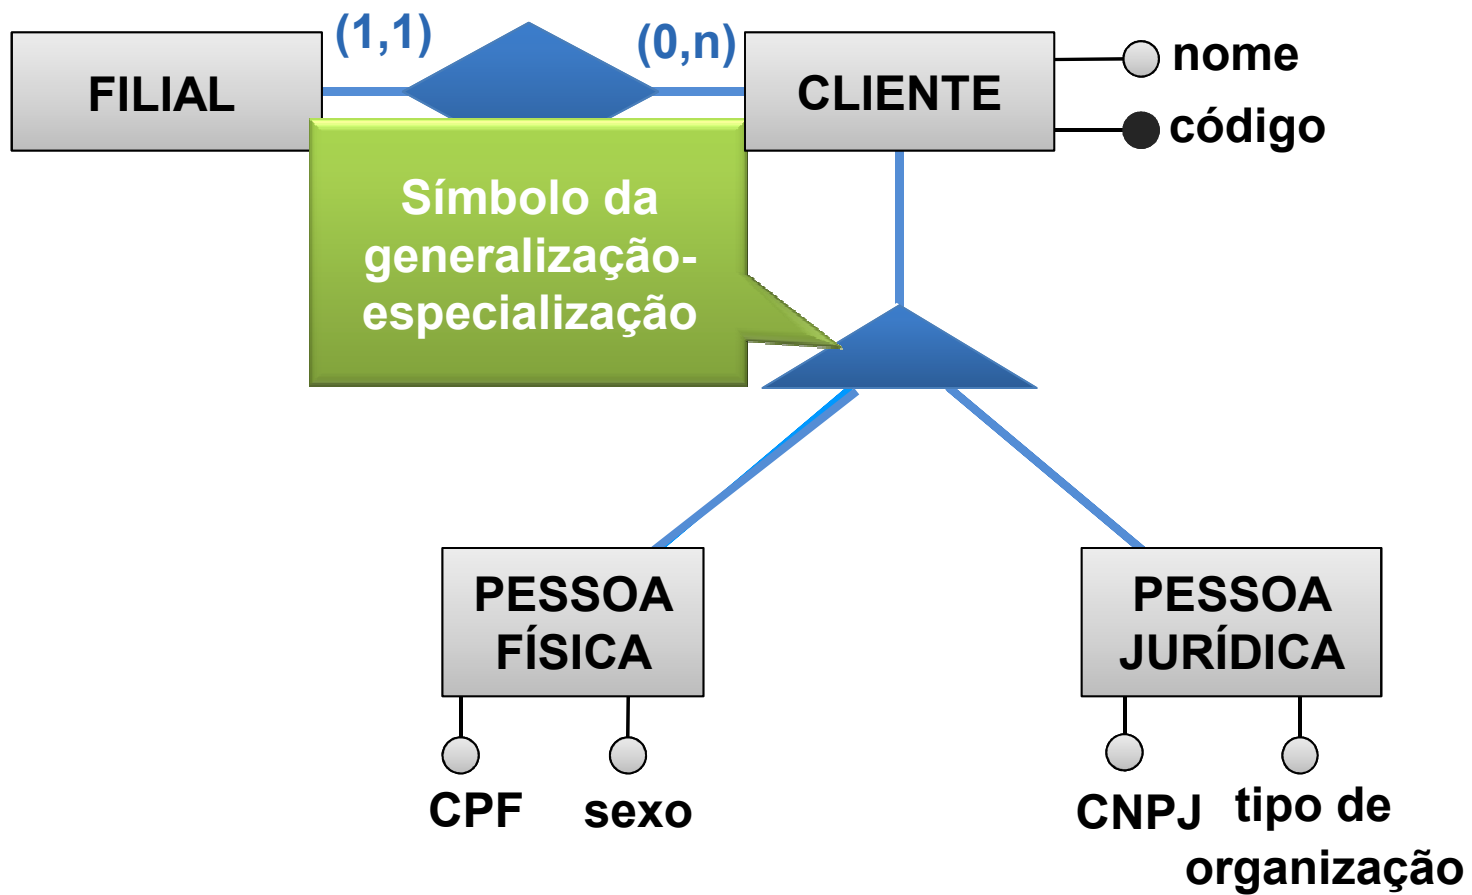 (1,1)
(0,n)
FILIAL
CLIENTE
nome
código
Símbolo da
generalização-
especialização
PESSOA
FÍSICA
PESSOA
JURÍDICA
CPF
sexo
CNPJ
tipo de
organização